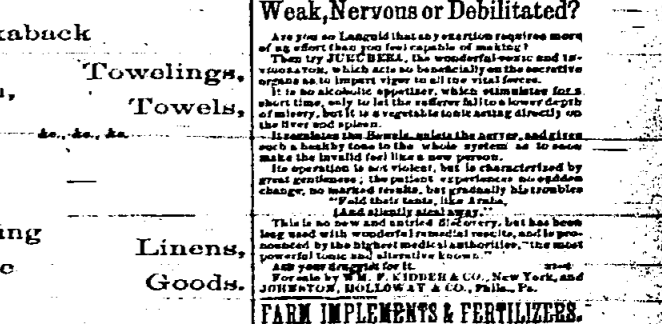 kaback
Towelings,
Towels,
&c., &c., &c.
ing
Linens,
Goods.
Weak, Nervous or Debilitated?
Are you so Languid that any exertion requires more
of an effort than you feel capable of making?
Then try JURUBEBA, the wonderful tonic and in-
vigorator, which acts so beneficially on the secretive
organs as to impart vigor to all the vital forces.
It is no alcoholic appetiser, which stimulates for a
short time, only to let the sufferer fall to a lower depth
of misery, but it is a vegetable tonic acting directly on
the liver and spleen.
It regulates the Bowels, quiets the nerves, and gives
such a healthy tone to the whole system as to soon
make the invalid feel like a new person.
Its operation is not violent, but is characterized by
great gentleness; the patient experiences no sudden
change, no marked results, but gradually his troubles
"Fold their tents, like Arabs,
And silently steal away."
This is no new and untried discovery, but has been
long used with wonderful remedial results, and is pro-
nounced by the highest medical authorities, "the most
powerful tonic and alterative known."
Ask your druggist for it.
For sale by WM. F. KIDDER & CO., New York, and
JOHNSTON, HOLLOWAY & CO., Phila., Pa.
FARM IMPLEMENTS & FERTILIZERS.